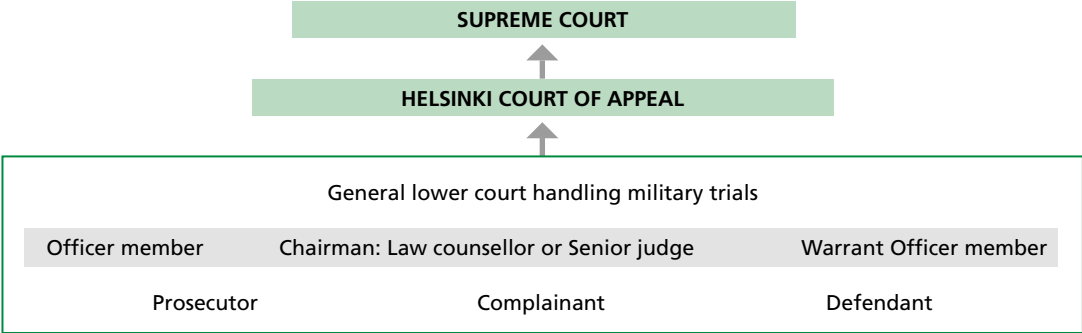 SUPREME COURT
HELSINKI COURT OF APPEAL
General lower court handling military trials
Officer member Chairman: Law counsellor or Senior judge Warrant Officer member
Prosecutor Complainant Defendant